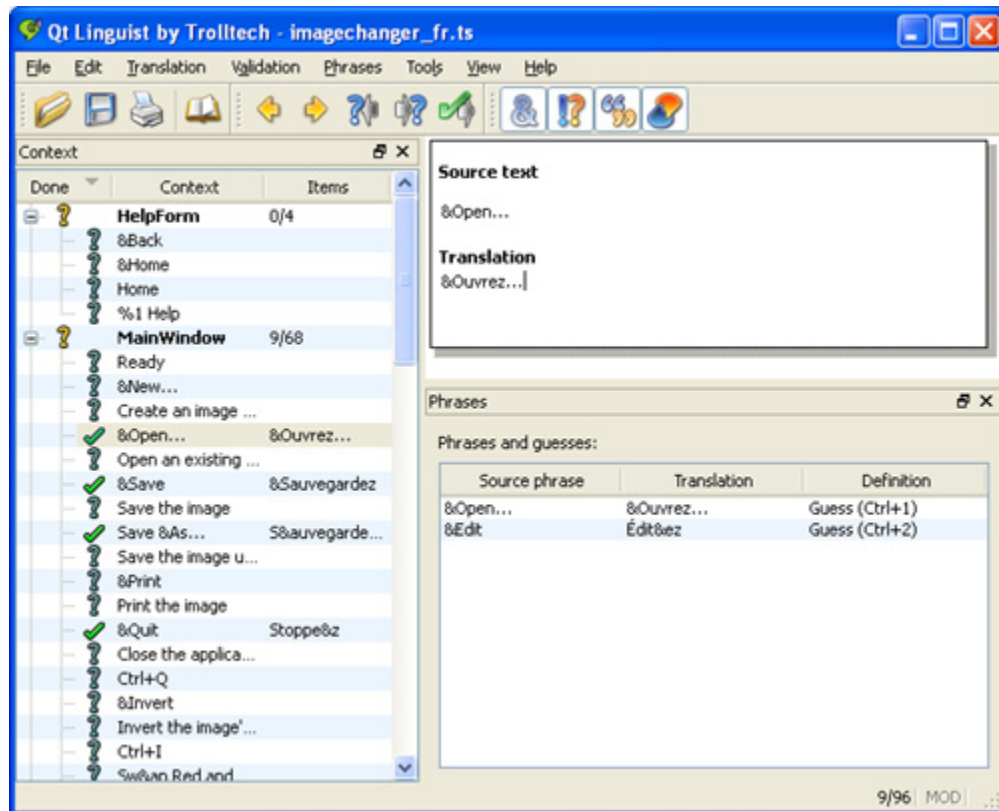 Qt Linguist by Trolltech - imagechanger_fr.ts
File Edit Translation Validation Phrases Tools View Help
Context
Done Context Items
HelpForm 0/4
&Back
&Home
Home
%1 Help
MainWindow 9/68
Ready
&New...
Create an image ...
&Open... &Ouvrez...
Open an existing ...
&Save &Sauvegardez
Save the image
Save &As... S&auvegarde...
Save the image u...
&Print
Print the image
&Quit Stoppe&z
Close the applica...
Ctrl+Q
&Invert
Invert the image'...
Ctrl+I
Sw&ap Red and
Source text
&Open...
Translation
&Ouvrez...
Phrases
Phrases and guesses:
Source phrase Translation Definition
&Open... &Ouvrez... Guess (Ctrl+1)
&Edit Édit&ez Guess (Ctrl+2)
9/96 MOD